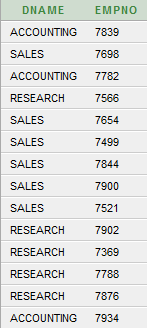 DNAME EMPNO
ACCOUNTING 7839
SALES 7698
ACCOUNTING 7782
RESEARCH 7566
SALES 7654
SALES 7499
SALES 7844
SALES 7900
SALES 7521
RESEARCH 7902
RESEARCH 7369
RESEARCH 7788
RESEARCH 7876
ACCOUNTING 7934